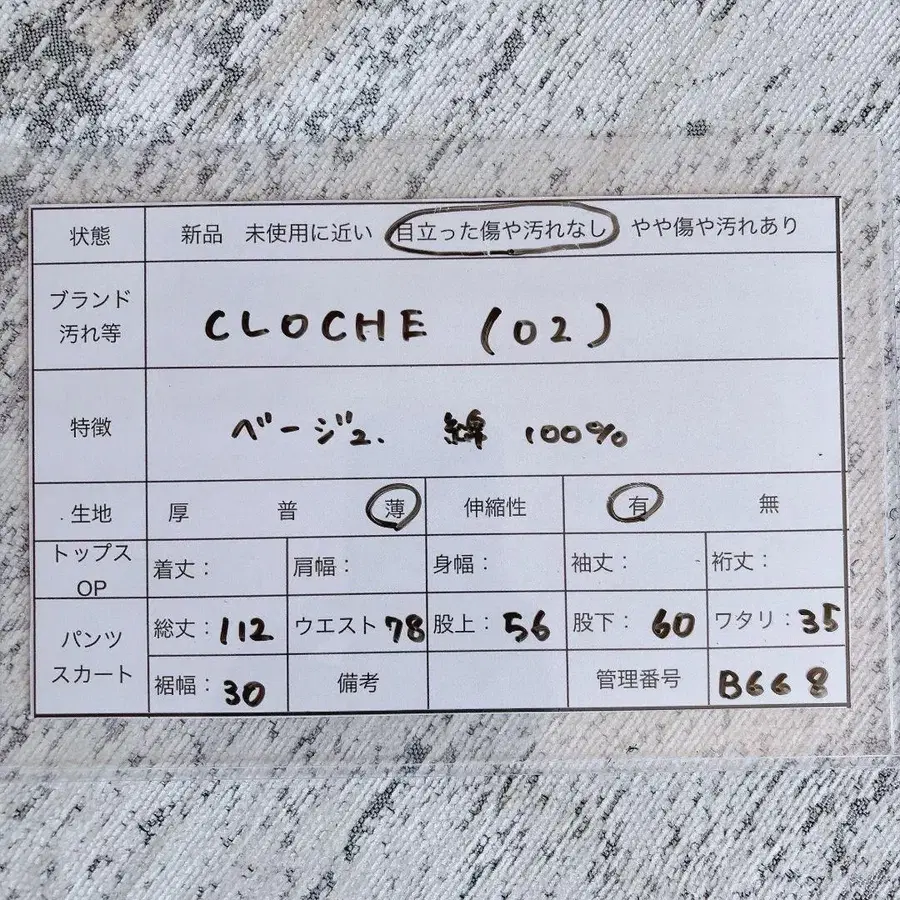 状態 新品 未使用に近い 目立った傷や汚れなし やや傷や汚れあり
ブランド
汚れ等 CLOCHE (02)
特徴 ベージュ. 綿 100%
生地 厚 普 薄 伸縮性 有 無
トップス
OP 着丈: 肩幅: 身幅: 袖丈: 裄丈:
パンツ
スカート 総丈:112 ウエスト78 股上:56 股下:60 ワタリ:35
裾幅:30 備考 管理番号 B668